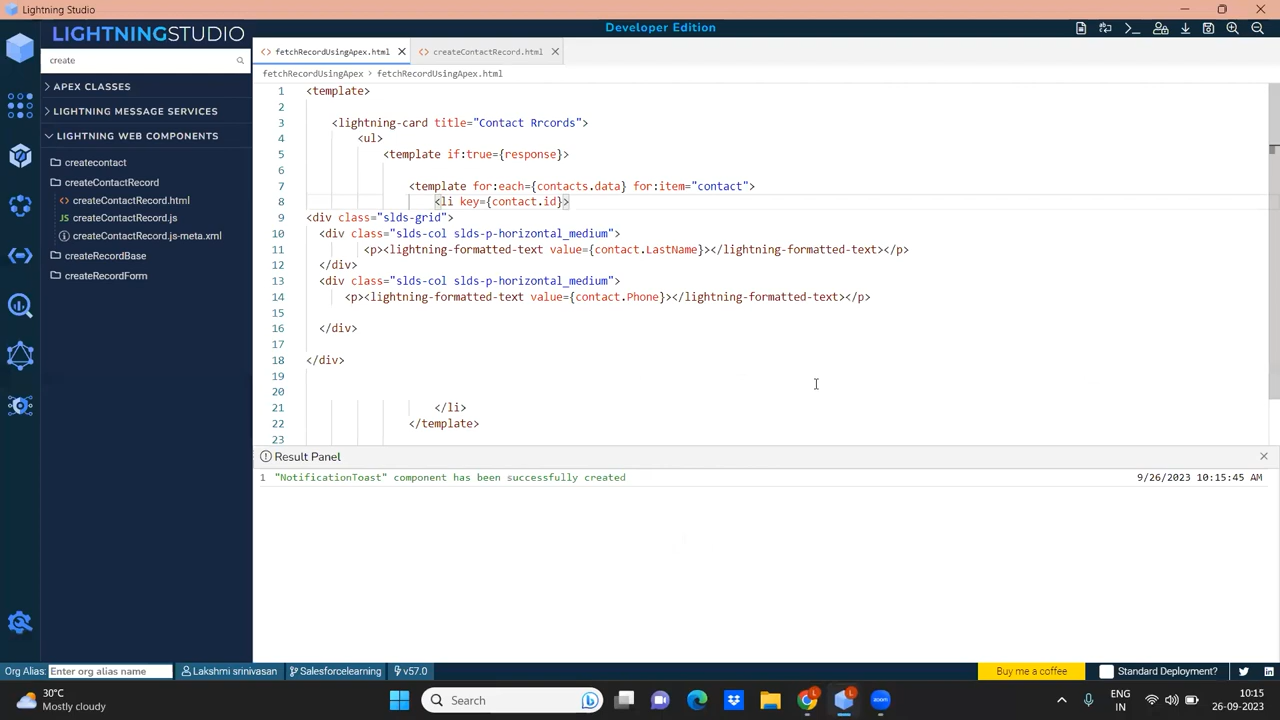 LIGHTNINGSTUDIO
Developer Edition
create
fetchRecordUsingApex.html
createContactRecord.html
fetchRecordUsingApex > fetchRecordUsingApex.html
APEX CLASSES
LIGHTNING MESSAGE SERVICES
LIGHTNING WEB COMPONENTS
createcontact
createContactRecord
createContactRecord.html
createContactRecord.js
createContactRecord.js-meta.xml
createRecordBase
createRecordForm
1 <template>
2
3 <lightning-card title="Contact Rrcords">
4 <ul>
5 <template if:true={response}>
6
7 <template for:each={contacts.data} for:item="contact">
8 <li key={contact.id}>
9 <div class="slds-grid">
10 <div class="slds-col slds-p-horizontal_medium">
11 <p><lightning-formatted-text value={contact.LastName}></lightning-formatted-text></p>
12 </div>
13 <div class="slds-col slds-p-horizontal_medium">
14 <p><lightning-formatted-text value={contact.Phone}></lightning-formatted-text></p>
15
16 </div>
17
18 </div>
19
20
21 </li>
22 </template>
23
Result Panel
1 "NotificationToast" component has been successfully created 9/26/2023 10:15:45 AM
Org Alias: Enter org alias name Lakshmi srinivasan Salesforcelearning v57.0 Buy me a coffee Standard Deployment?
30°C
Mostly cloudy
Search
ENG
IN
10:15
26-09-2023